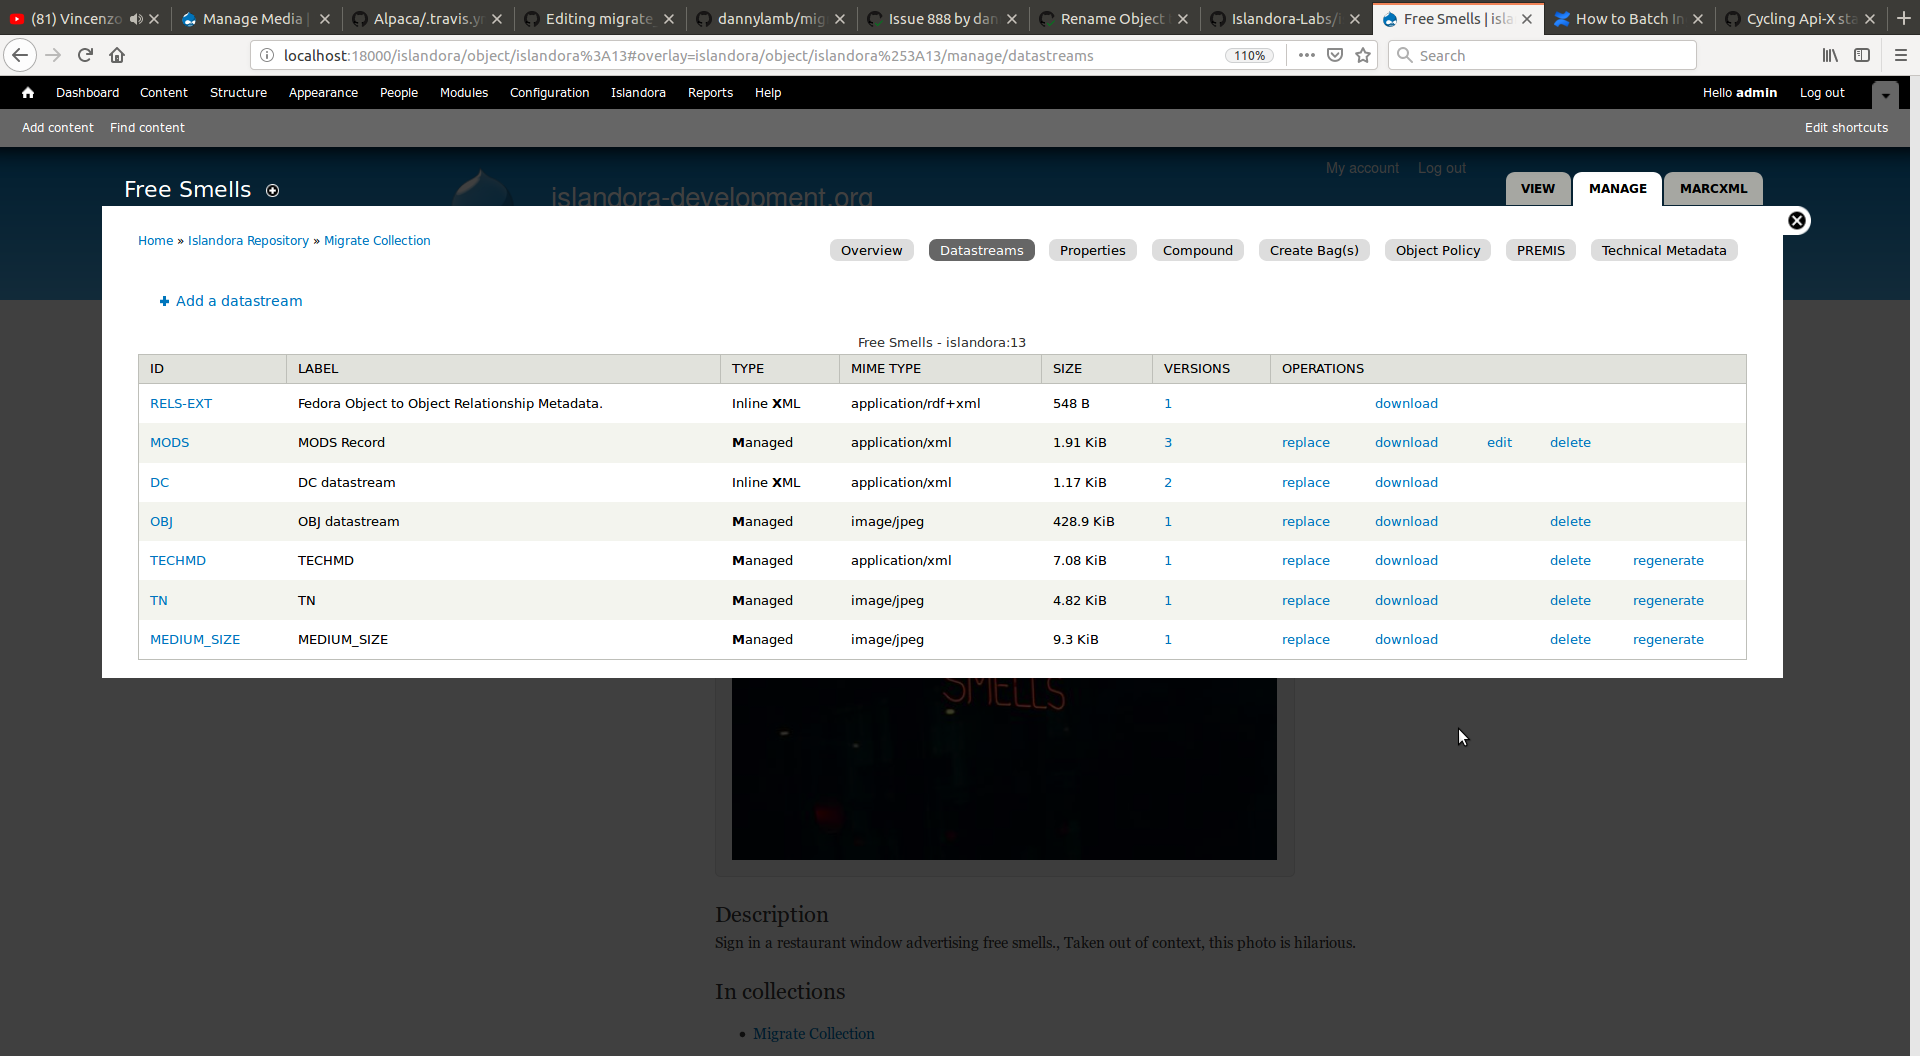 (81) Vincenzo
Manage Media
Alpaca/.travis.y
Editing migrate_
dannylamb/mig
Issue 888 by dan
Rename Object
Islandora-Labs/i
Free Smells | isla
How to Batch In
Cycling Api-X sta
localhost:18000/islandora/object/islandora%3A13#overlay=islandora/object/islandora%253A13/manage/datastreams
110%
Search
Dashboard Content Structure Appearance People Modules Configuration Islandora Reports Help
Hello admin Log out
Add content Find content
Edit shortcuts
My account Log out
Free Smells
islandora-development.org
VIEW MANAGE MARCXML
Home » Islandora Repository » Migrate Collection
Overview Datastreams Properties Compound Create Bag(s) Object Policy PREMIS Technical Metadata
Add a datastream
Free Smells - islandora:13
ID LABEL TYPE MIME TYPE SIZE VERSIONS OPERATIONS
RELS-EXT Fedora Object to Object Relationship Metadata. Inline XML application/rdf+xml 548 B 1 download
MODS MODS Record Managed application/xml 1.91 KiB 3 replace download edit delete
DC DC datastream Inline XML application/xml 1.17 KiB 2 replace download
OBJ OBJ datastream Managed image/jpeg 428.9 KiB 1 replace download delete
TECHMD TECHMD Managed application/xml 7.08 KiB 1 replace download delete regenerate
TN TN Managed image/jpeg 4.82 KiB 1 replace download delete regenerate
MEDIUM_SIZE MEDIUM_SIZE Managed image/jpeg 9.3 KiB 1 replace download delete regenerate
SMELLS
Description
Sign in a restaurant window advertising free smells., Taken out of context, this photo is hilarious.
In collections
Migrate Collection